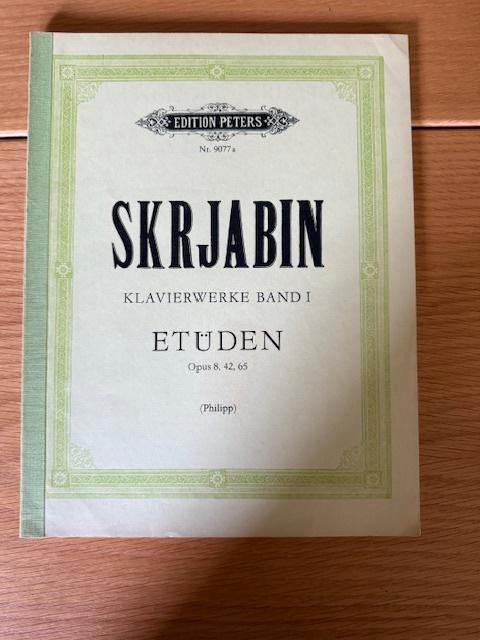 EDITION PETERS
Nr. 9077a
SKRJABIN
KLAVIERWERKE BAND I
ETÜDEN
Opus 8, 42, 65
(Philipp)